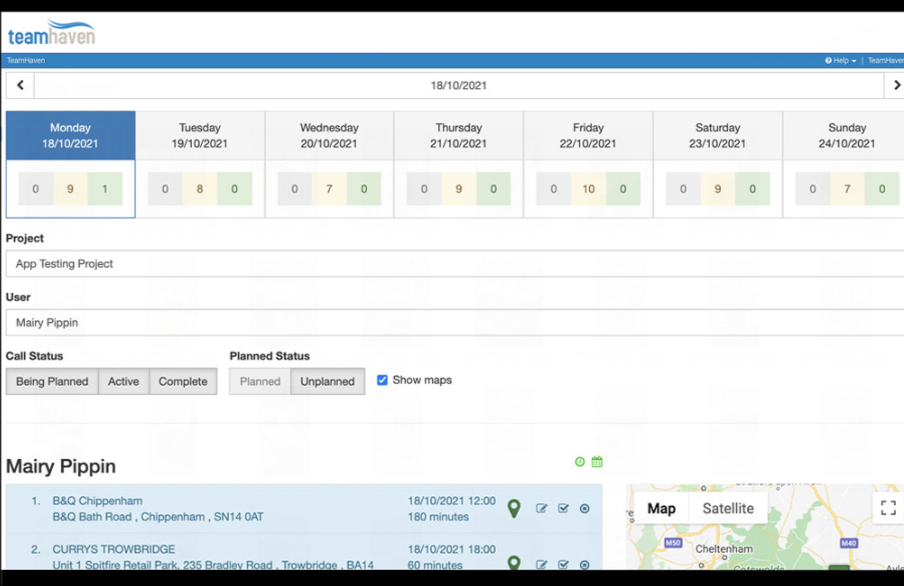 teamhaven
TeamHaven Help TeamHaven
18/10/2021
Monday Tuesday Wednesday Thursday Friday Saturday Sunday
18/10/2021 19/10/2021 20/10/2021 21/10/2021 22/10/2021 23/10/2021 24/10/2021
0 9 1 0 8 0 0 7 0 0 9 0 0 10 0 0 9 0 0 7 0
Project
App Testing Project
User
Mairy Pippin
Call Status Planned Status
Being Planned Active Complete Planned Unplanned Show maps
Mairy Pippin
1. B&Q Chippenham 18/10/2021 12:00
B&Q Bath Road , Chippenham , SN14 0AT 180 minutes
Map Satellite
2. CURRYS TROWBRIDGE 18/10/2021 18:00
Unit 1 Spitfire Retail Park, 235 Bradley Road , Trowbridge , BA14 60 minutes
M50 Cheltenham M40
Cotswolds